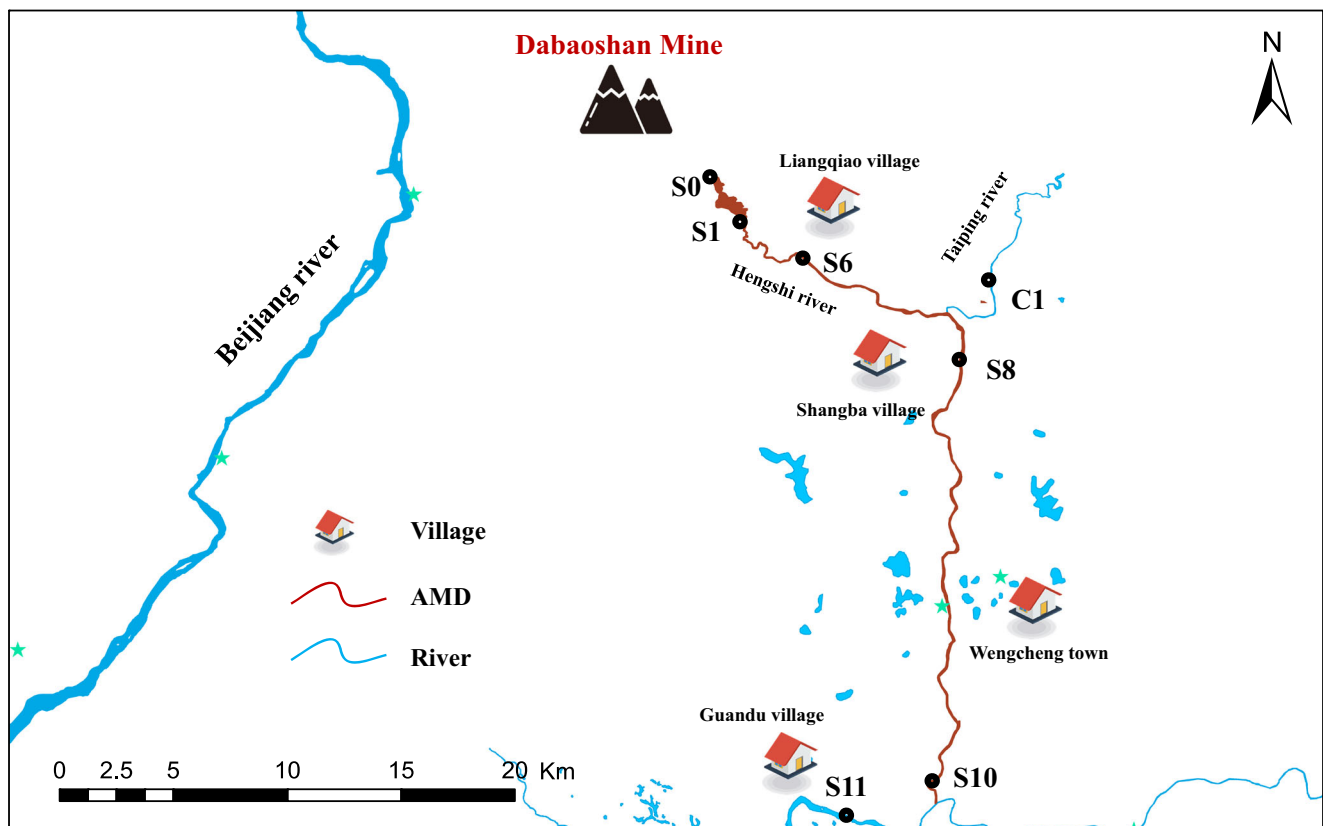 Dabaoshan Mine
N
Liangqiao village
S0
S1
S6
Hengshi river
Taiping river
C1
Beijiang river
S8
Shangba village
Village
AMD
River
Wengcheng town
Guandu village
S10
S11
0 2.5 5 10 15 20 Km